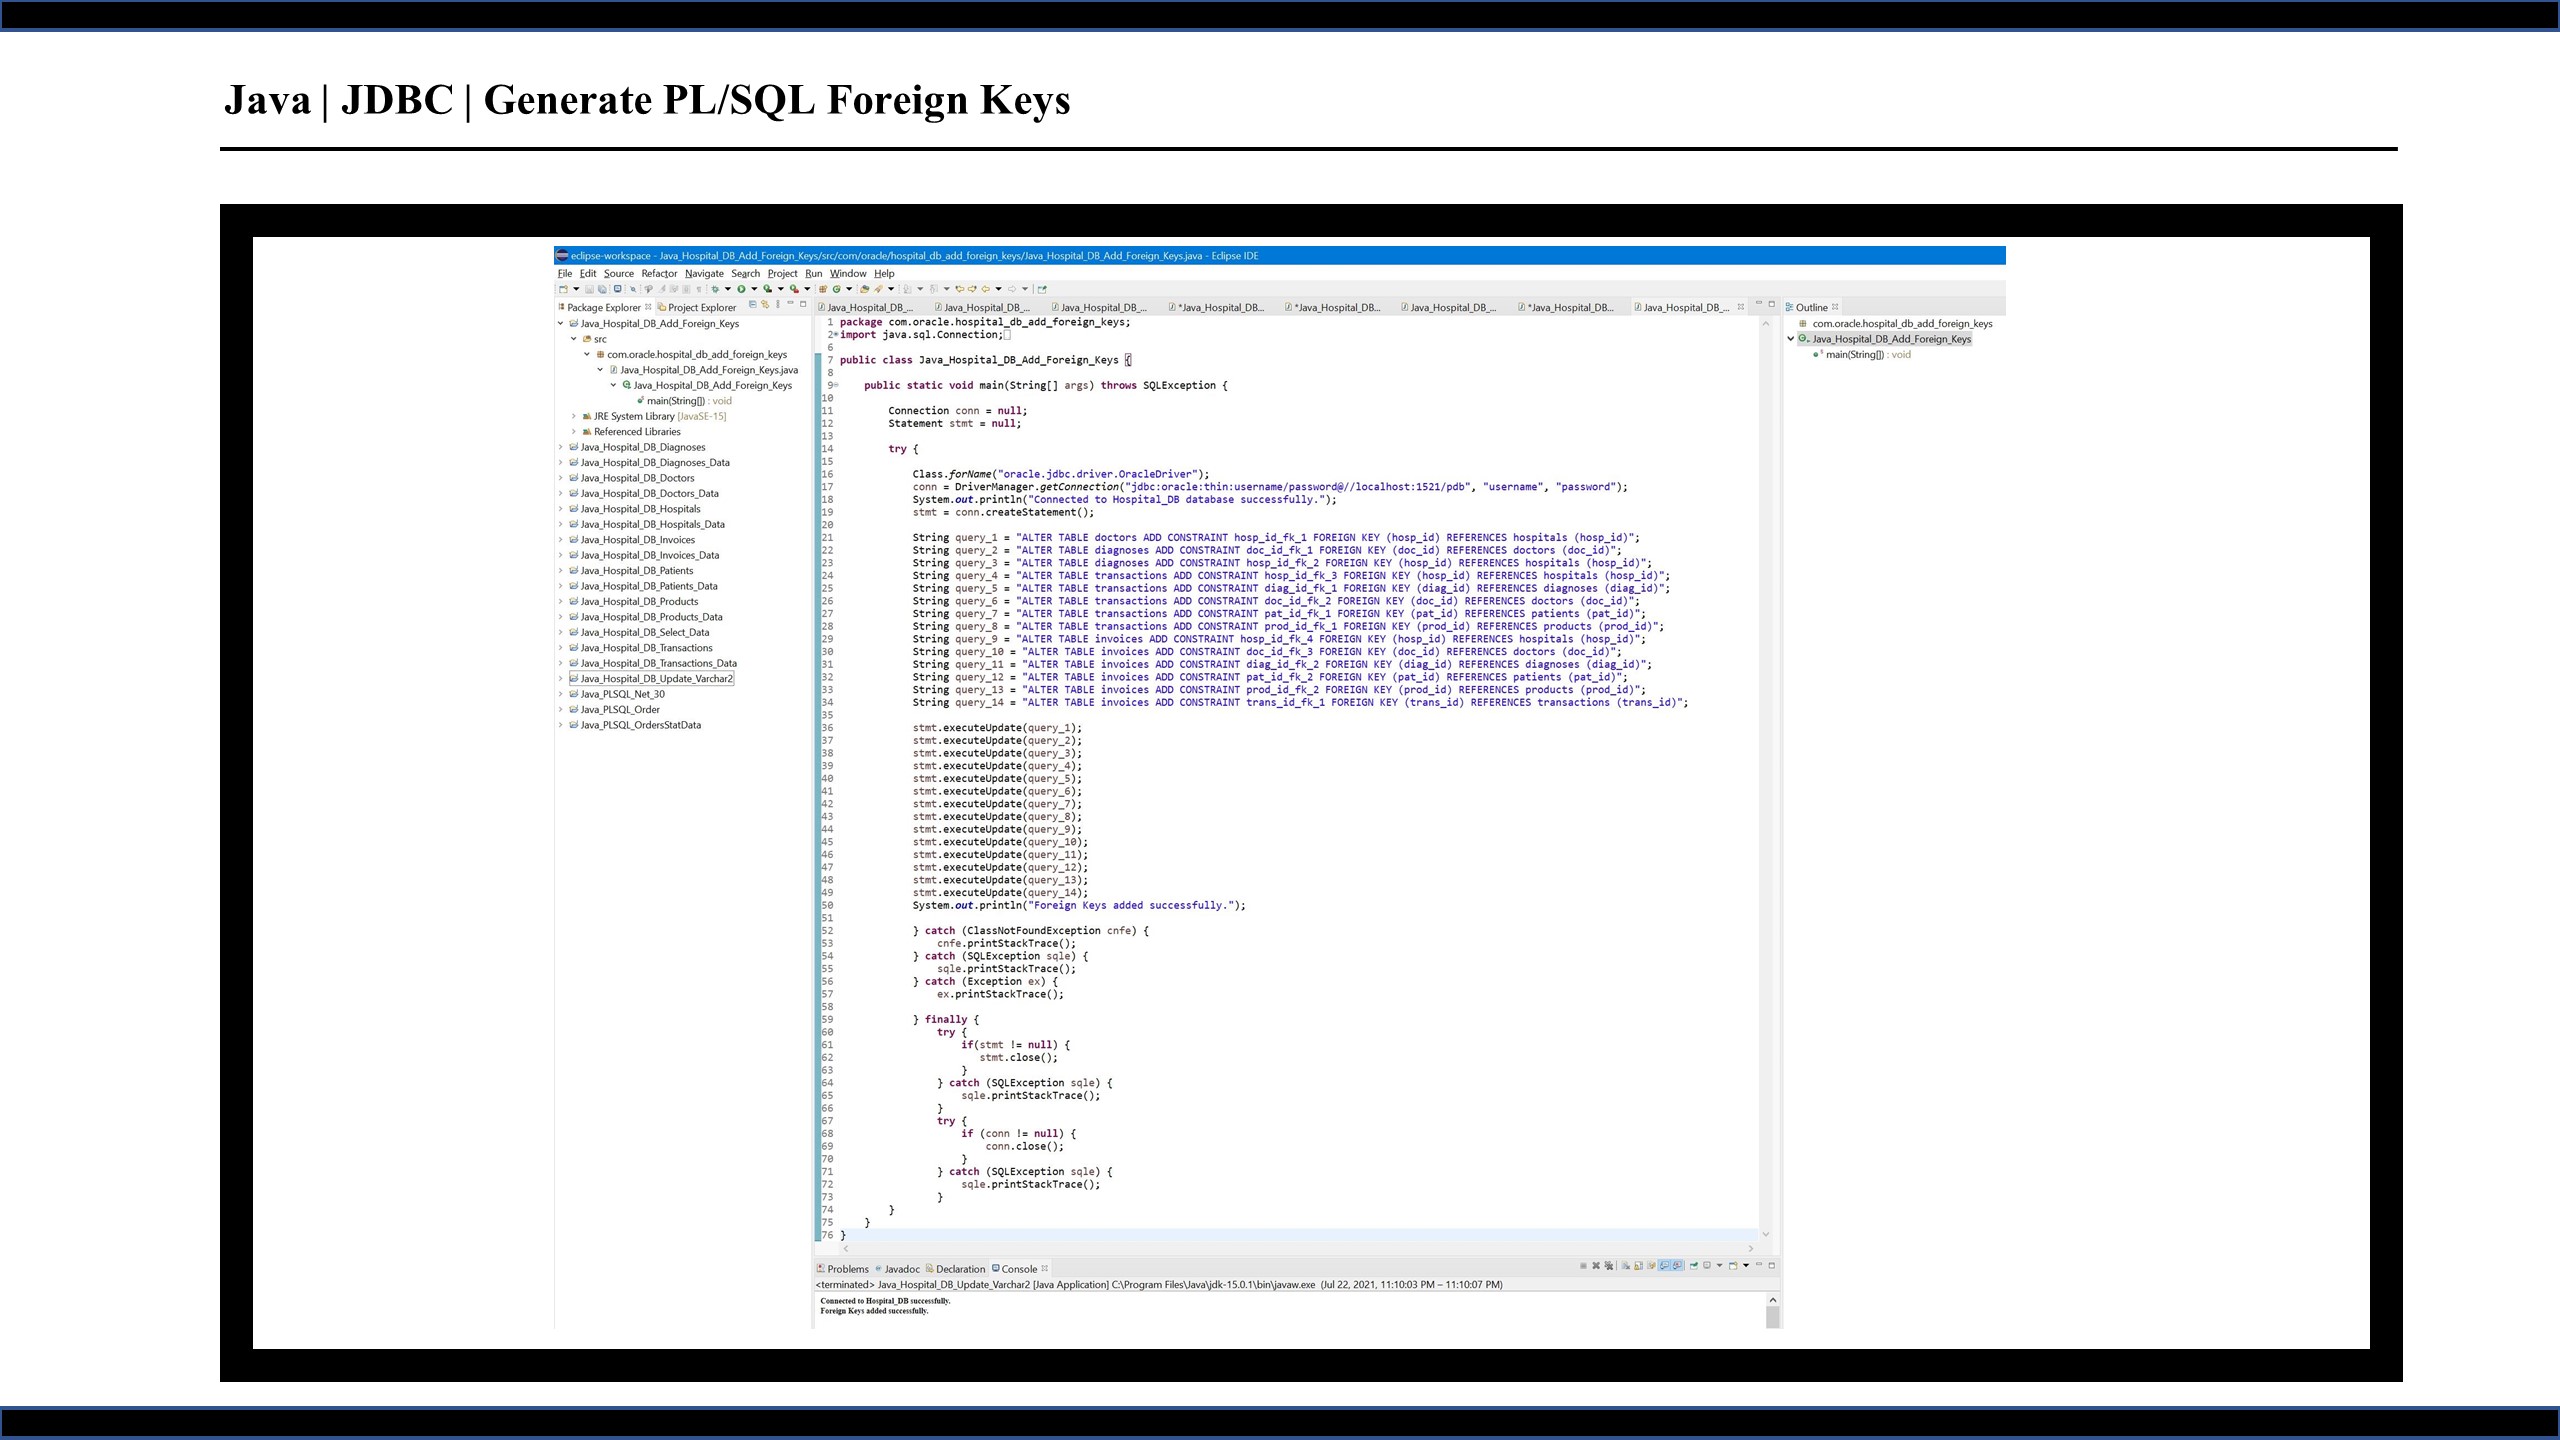 Java | JDBC | Generate PL/SQL Foreign Keys
eclipse-workspace - Java_Hospital_DB_Add_Foreign_Keys/src/com/oracle/hospital_db_add_foreign_keys/Java_Hospital_DB_Add_Foreign_Keys.java - Eclipse IDE
File Edit Source Refactor Navigate Search Project Run Window Help
Package Explorer Project Explorer
Java_Hospital_DB_Add_Foreign_Keys
src
com.oracle.hospital_db_add_foreign_keys
Java_Hospital_DB_Add_Foreign_Keys.java
Java_Hospital_DB_Add_Foreign_Keys
main(String[]) : void
JRE System Library [JavaSE-15]
Referenced Libraries
Java_Hospital_DB_Diagnoses
Java_Hospital_DB_Diagnoses_Data
Java_Hospital_DB_Doctors
Java_Hospital_DB_Doctors_Data
Java_Hospital_DB_Hospitals
Java_Hospital_DB_Hospitals_Data
Java_Hospital_DB_Invoices
Java_Hospital_DB_Invoices_Data
Java_Hospital_DB_Patients
Java_Hospital_DB_Patients_Data
Java_Hospital_DB_Products
Java_Hospital_DB_Products_Data
Java_Hospital_DB_Select_Data
Java_Hospital_DB_Transactions
Java_Hospital_DB_Transactions_Data
Java_Hospital_DB_Update_Varchar2
Java_PLSQL_Net_30
Java_PLSQL_Order
Java_PLSQL_OrdersStatData
Java_Hospital_DB_... Java_Hospital_DB_... Java_Hospital_DB_... *Java_Hospital_DB... *Java_Hospital_DB... Java_Hospital_DB_... *Java_Hospital_DB... Java_Hospital_DB_...
1 package com.oracle.hospital_db_add_foreign_keys;
2 import java.sql.Connection;
6
7 public class Java_Hospital_DB_Add_Foreign_Keys {
8
9 public static void main(String[] args) throws SQLException {
10
11 Connection conn = null;
12 Statement stmt = null;
13
14 try {
15
16 Class.forName("oracle.jdbc.driver.OracleDriver");
17 conn = DriverManager.getConnection("jdbc:oracle:thin:username/password@//localhost:1521/pdb", "username", "password");
18 System.out.println("Connected to Hospital_DB database successfully.");
19 stmt = conn.createStatement();
20
21 String query_1 = "ALTER TABLE doctors ADD CONSTRAINT hosp_id_fk_1 FOREIGN KEY (hosp_id) REFERENCES hospitals (hosp_id)";
22 String query_2 = "ALTER TABLE diagnoses ADD CONSTRAINT doc_id_fk_1 FOREIGN KEY (doc_id) REFERENCES doctors (doc_id)";
23 String query_3 = "ALTER TABLE diagnoses ADD CONSTRAINT hosp_id_fk_2 FOREIGN KEY (hosp_id) REFERENCES hospitals (hosp_id)";
24 String query_4 = "ALTER TABLE transactions ADD CONSTRAINT hosp_id_fk_3 FOREIGN KEY (hosp_id) REFERENCES hospitals (hosp_id)";
25 String query_5 = "ALTER TABLE transactions ADD CONSTRAINT diag_id_fk_1 FOREIGN KEY (diag_id) REFERENCES diagnoses (diag_id)";
26 String query_6 = "ALTER TABLE transactions ADD CONSTRAINT doc_id_fk_2 FOREIGN KEY (doc_id) REFERENCES doctors (doc_id)";
27 String query_7 = "ALTER TABLE transactions ADD CONSTRAINT pat_id_fk_1 FOREIGN KEY (pat_id) REFERENCES patients (pat_id)";
28 String query_8 = "ALTER TABLE transactions ADD CONSTRAINT prod_id_fk_1 FOREIGN KEY (prod_id) REFERENCES products (prod_id)";
29 String query_9 = "ALTER TABLE invoices ADD CONSTRAINT hosp_id_fk_4 FOREIGN KEY (hosp_id) REFERENCES hospitals (hosp_id)";
30 String query_10 = "ALTER TABLE invoices ADD CONSTRAINT doc_id_fk_3 FOREIGN KEY (doc_id) REFERENCES doctors (doc_id)";
31 String query_11 = "ALTER TABLE invoices ADD CONSTRAINT diag_id_fk_2 FOREIGN KEY (diag_id) REFERENCES diagnoses (diag_id)";
32 String query_12 = "ALTER TABLE invoices ADD CONSTRAINT pat_id_fk_2 FOREIGN KEY (pat_id) REFERENCES patients (pat_id)";
33 String query_13 = "ALTER TABLE invoices ADD CONSTRAINT prod_id_fk_2 FOREIGN KEY (prod_id) REFERENCES products (prod_id)";
34 String query_14 = "ALTER TABLE invoices ADD CONSTRAINT trans_id_fk_1 FOREIGN KEY (trans_id) REFERENCES transactions (trans_id)";
35
36 stmt.executeUpdate(query_1);
37 stmt.executeUpdate(query_2);
38 stmt.executeUpdate(query_3);
39 stmt.executeUpdate(query_4);
40 stmt.executeUpdate(query_5);
41 stmt.executeUpdate(query_6);
42 stmt.executeUpdate(query_7);
43 stmt.executeUpdate(query_8);
44 stmt.executeUpdate(query_9);
45 stmt.executeUpdate(query_10);
46 stmt.executeUpdate(query_11);
47 stmt.executeUpdate(query_12);
48 stmt.executeUpdate(query_13);
49 stmt.executeUpdate(query_14);
50 System.out.println("Foreign Keys added successfully.");
51
52 } catch (ClassNotFoundException cnfe) {
53 cnfe.printStackTrace();
54 } catch (SQLException sqle) {
55 sqle.printStackTrace();
56 } catch (Exception ex) {
57 ex.printStackTrace();
58
59 } finally {
60 try {
61 if(stmt != null) {
62 stmt.close();
63 }
64 } catch (SQLException sqle) {
65 sqle.printStackTrace();
66 }
67 try {
68 if (conn != null) {
69 conn.close();
70 }
71 } catch (SQLException sqle) {
72 sqle.printStackTrace();
73 }
74 }
75 }
76 }
Outline
com.oracle.hospital_db_add_foreign_keys
Java_Hospital_DB_Add_Foreign_Keys
main(String[]) : void
Problems Javadoc Declaration Console
<terminated> Java_Hospital_DB_Update_Varchar2 [Java Application] C:\Program Files\Java\jdk-15.0.1\bin\javaw.exe (Jul 22, 2021, 11:10:03 PM – 11:10:07 PM)
Connected to Hospital_DB successfully.
Foreign Keys added successfully.